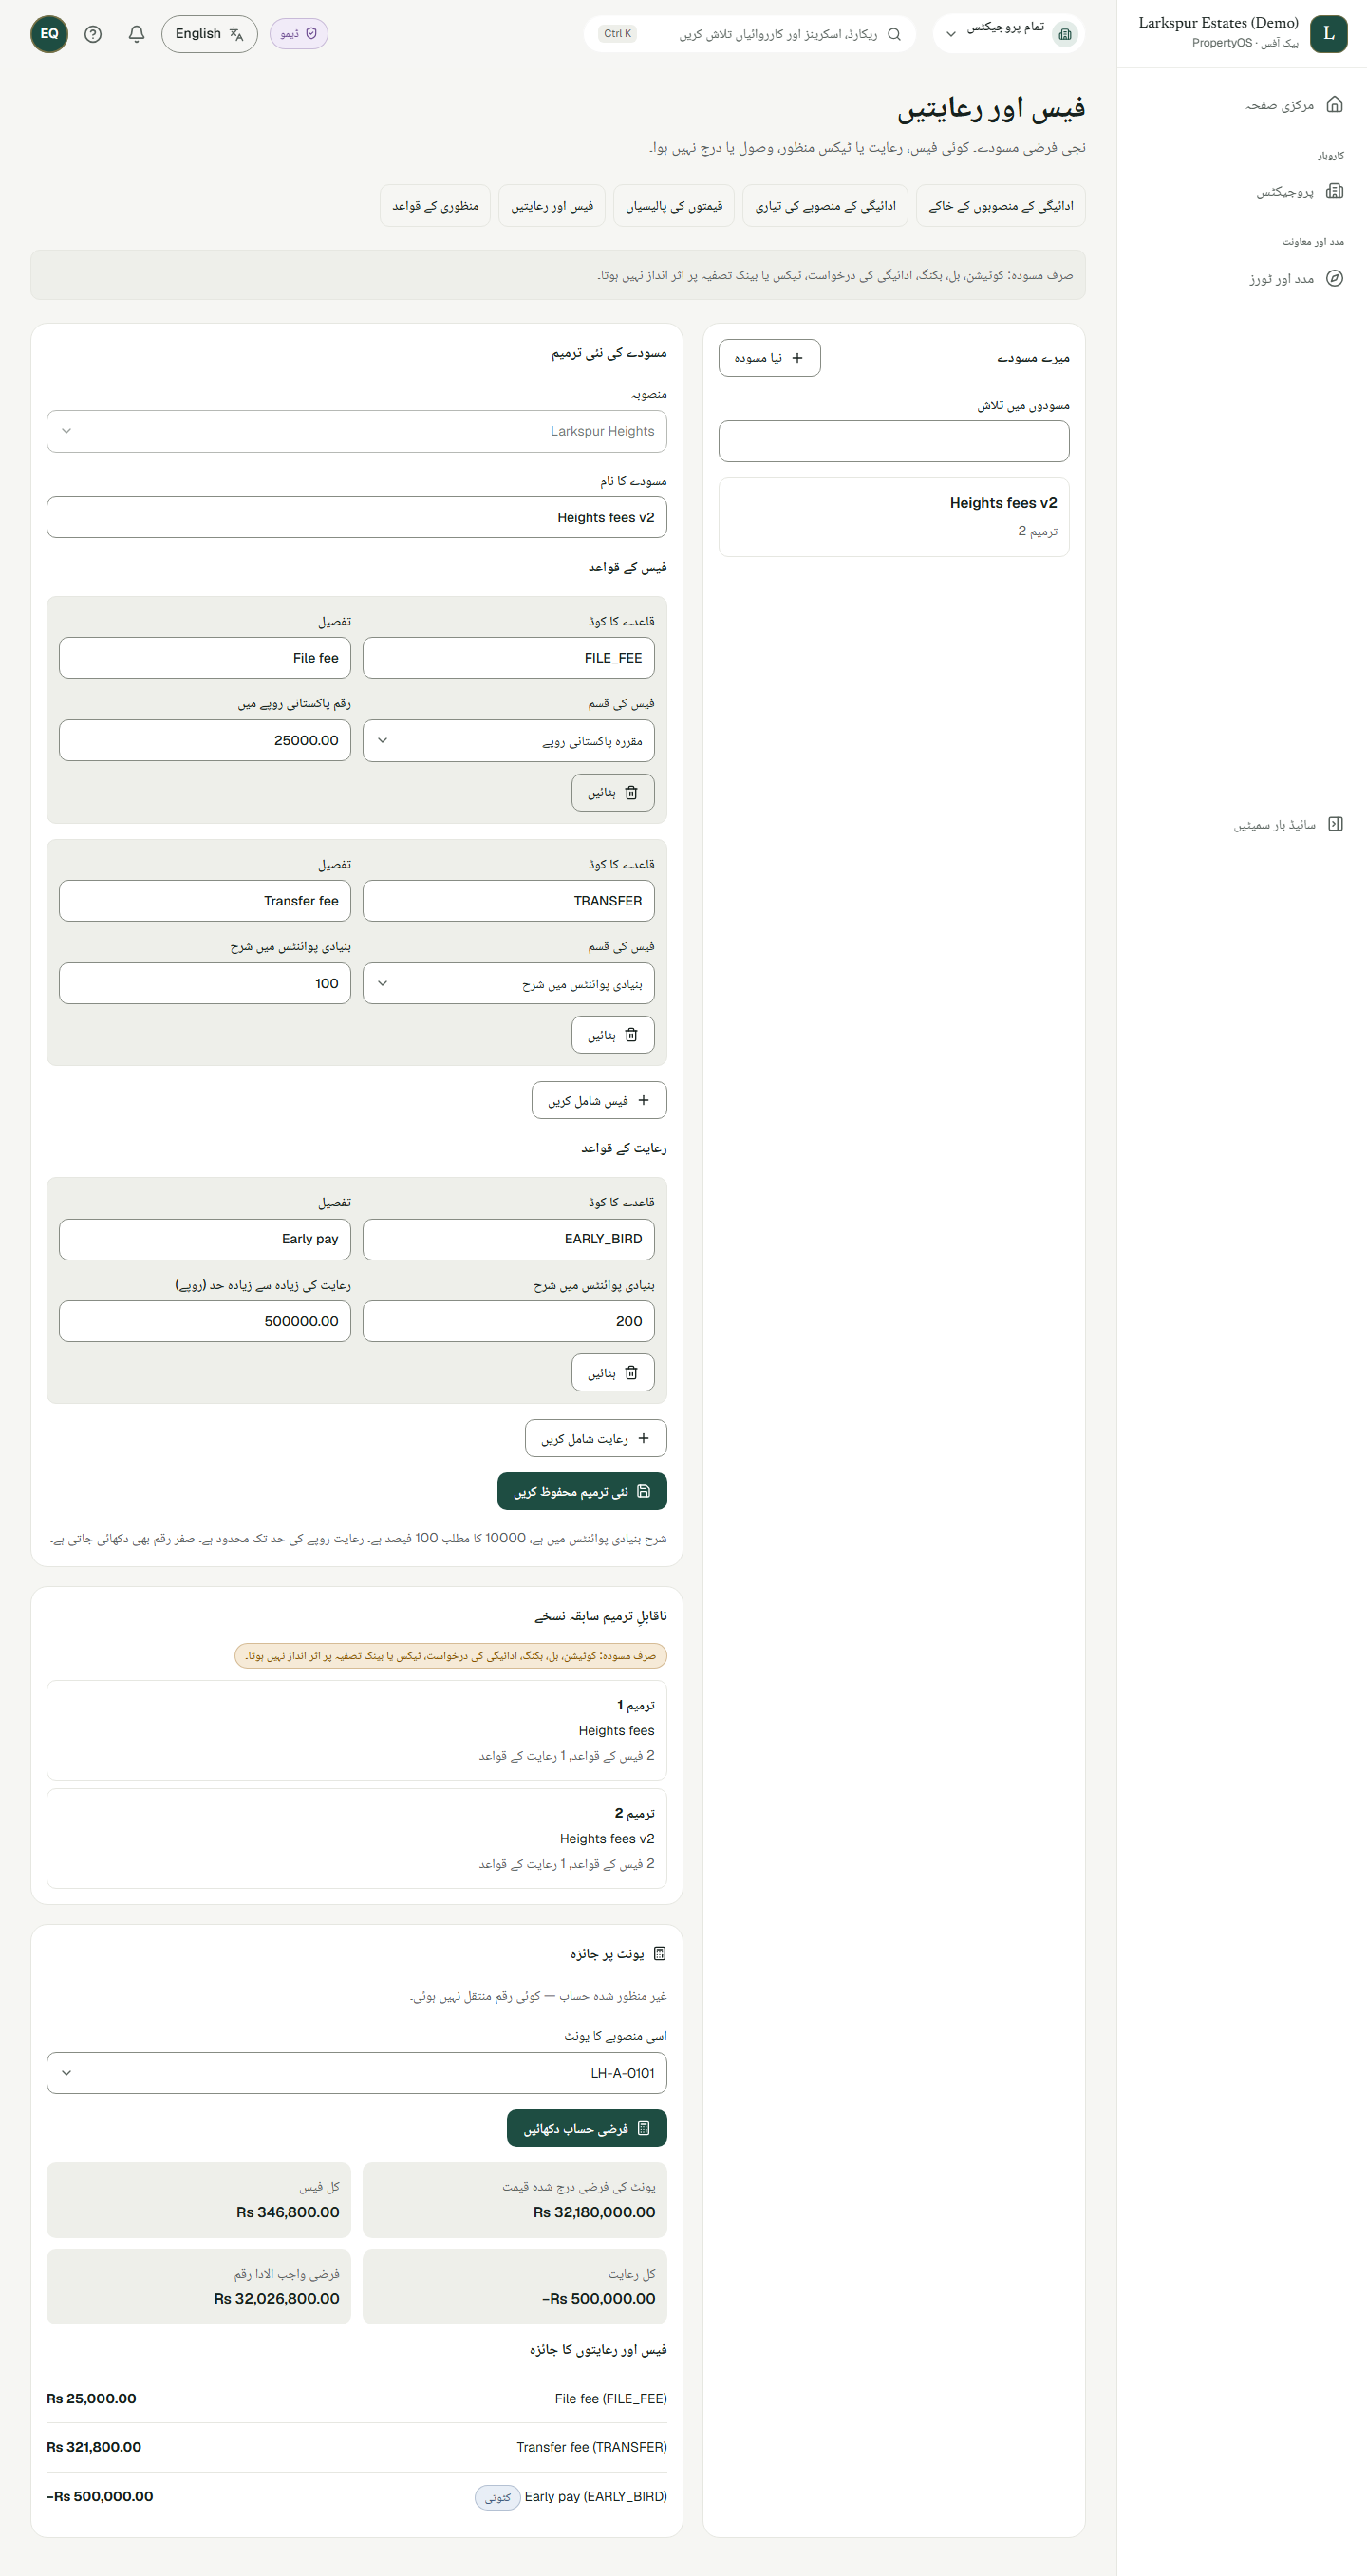 Larkspur Estates (Demo)
بیک آفس · PropertyOS
L
مرکزی صفحہ
کاروبار
پروجیکٹس
مدد اور معاونت
مدد اور ٹورز
سائیڈ بار سمیٹیں
تمام پروجیکٹس
ریکارڈ، اسکرینز اور کارروائیاں تلاش کریں
Ctrl K
ڈیمو
English
EQ
فیس اور رعایتیں
نجی فرضی مسودے۔ کوئی فیس، رعایت یا ٹیکس منظور، وصول یا درج نہیں ہوا۔
ادائیگی کے منصوبوں کے خاکے
ادائیگی کے منصوبے کی تیاری
قیمتوں کی پالیسیاں
فیس اور رعایتیں
منظوری کے قواعد
صرف مسودہ: کوٹیشن، بل، بکنگ، ادائیگی کی درخواست، ٹیکس یا بینک تصفیہ پر اثر انداز نہیں ہوتا۔
میرے مسودے
نیا مسودہ
مسودوں میں تلاش
Heights fees v2
ترمیم 2
مسودے کی نئی ترمیم
منصوبہ
Larkspur Heights
مسودے کا نام
Heights fees v2
فیس کے قواعد
قاعدے کا کوڈ
تفصیل
FILE_FEE
File fee
فیس کی قسم
رقم پاکستانی روپے میں
مقررہ پاکستانی روپے
25000.00
ہٹائیں
قاعدے کا کوڈ
تفصیل
TRANSFER
Transfer fee
فیس کی قسم
بنیادی پوائنٹس میں شرح
بنیادی پوائنٹس میں شرح
100
ہٹائیں
فیس شامل کریں
رعایت کے قواعد
قاعدے کا کوڈ
تفصیل
EARLY_BIRD
Early pay
بنیادی پوائنٹس میں شرح
رعایت کی زیادہ سے زیادہ حد (روپے)
200
500000.00
ہٹائیں
رعایت شامل کریں
نئی ترمیم محفوظ کریں
شرح بنیادی پوائنٹس میں ہے، 10000 کا مطلب 100 فیصد ہے۔ رعایت روپے کی حد تک محدود ہے۔ صفر رقم بھی دکھائی جاتی ہے۔
ناقابلِ ترمیم سابقہ نسخے
صرف مسودہ: کوٹیشن، بل، بکنگ، ادائیگی کی درخواست، ٹیکس یا بینک تصفیہ پر اثر انداز نہیں ہوتا۔
ترمیم 1
Heights fees
2 فیس کے قواعد, 1 رعایت کے قواعد
ترمیم 2
Heights fees v2
2 فیس کے قواعد, 1 رعایت کے قواعد
یونٹ پر جائزہ
غیر منظور شدہ حساب — کوئی رقم منتقل نہیں ہوئی۔
اسی منصوبے کا یونٹ
LH-A-0101
فرضی حساب دکھائیں
یونٹ کی فرضی درج شدہ قیمت
Rs 32,180,000.00
کل فیس
Rs 346,800.00
کل رعایت
−Rs 500,000.00
فرضی واجب الادا رقم
Rs 32,026,800.00
فیس اور رعایتوں کا جائزہ
File fee (FILE_FEE)
Rs 25,000.00
Transfer fee (TRANSFER)
Rs 321,800.00
Early pay (EARLY_BIRD) کٹوتی
−Rs 500,000.00